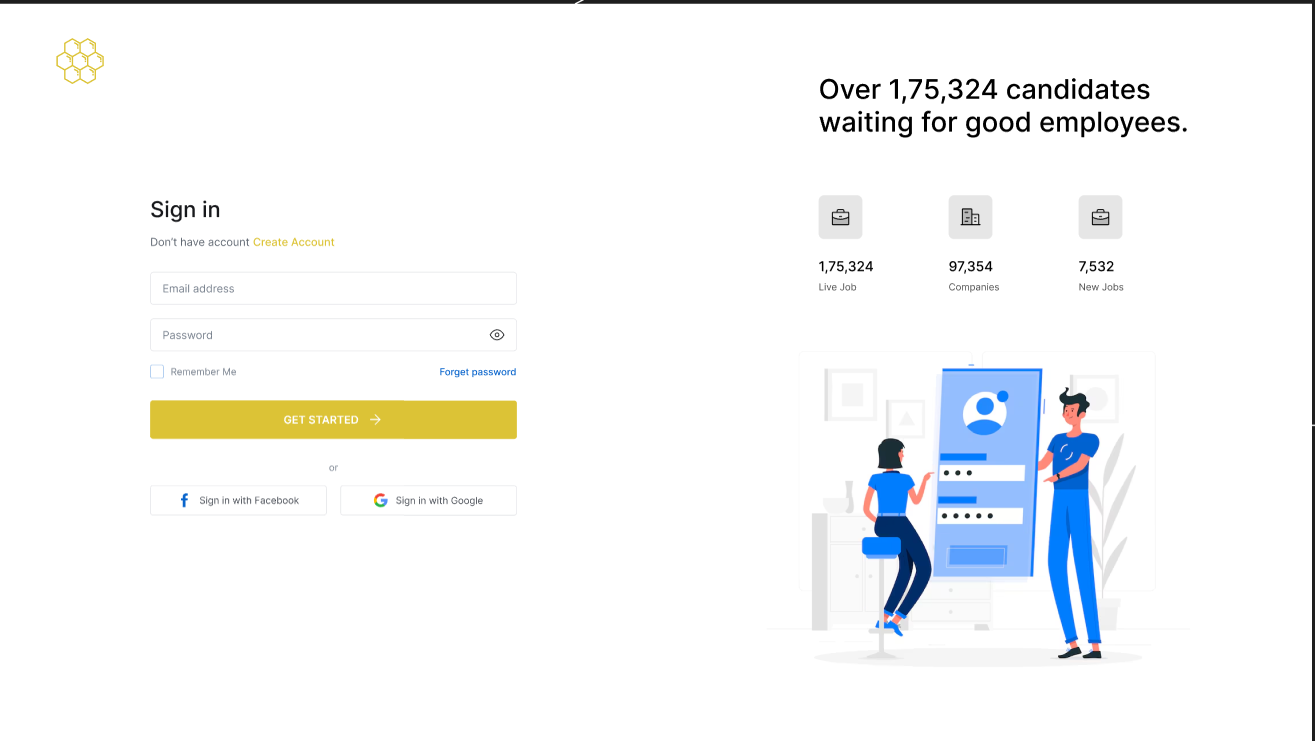 Over 1,75,324 candidates
waiting for good employees.
Sign in
Don't have account Create Account
Email address
Password
Remember Me
Forget password
GET STARTED
or
Sign in with Facebook
Sign in with Google
1,75,324
Live Job
97,354
Companies
7,532
New Jobs